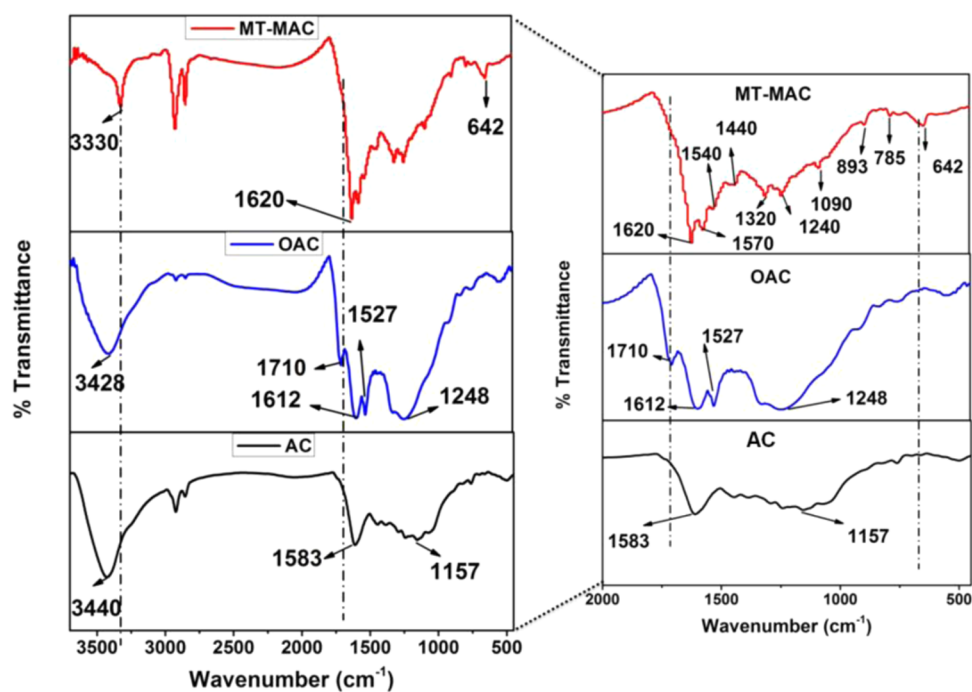 MT-MAC
3330
642
1620
OAC
1527
1710
3428
1612
1248
AC
1583
1157
3440
% Transmittance
% Transmittance
3500 3000 2500 2000 1500 1000 500
Wavenumber (cm⁻¹)
MT-MAC
1440
1540
893
785
642
1090
1320
1240
1620
1570
OAC
1527
1710
1612
1248
AC
1583
1157
% Transmittance
2000 1500 1000 500
Wavenumber (cm⁻¹)